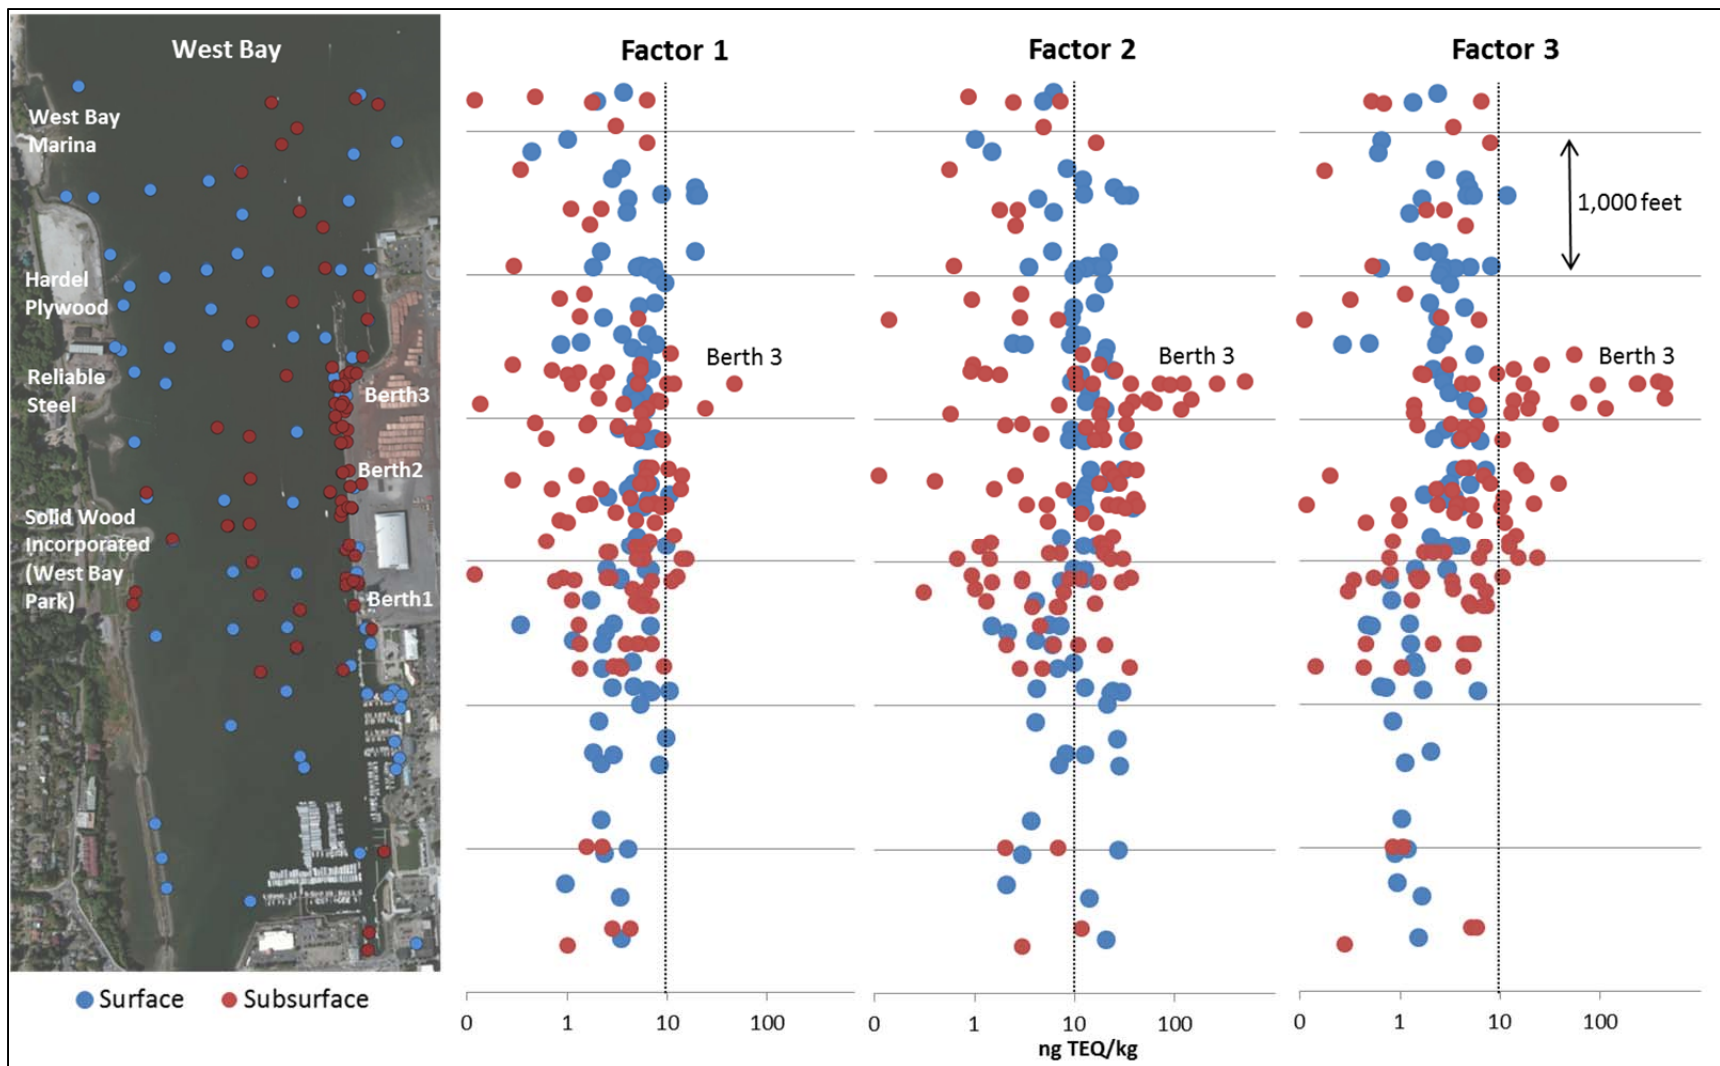 West Bay
West Bay
Marina
Hardel
Plywood
Reliable
Steel
Berth3
Berth2
Solid Wood
Incorporated
(West Bay
Park)
Berth1
Surface
Subsurface
Factor 1
Berth 3
0
1
10
100
Factor 2
Berth 3
0
1
10
100
ng TEQ/kg
Factor 3
1,000 feet
Berth 3
0
1
10
100